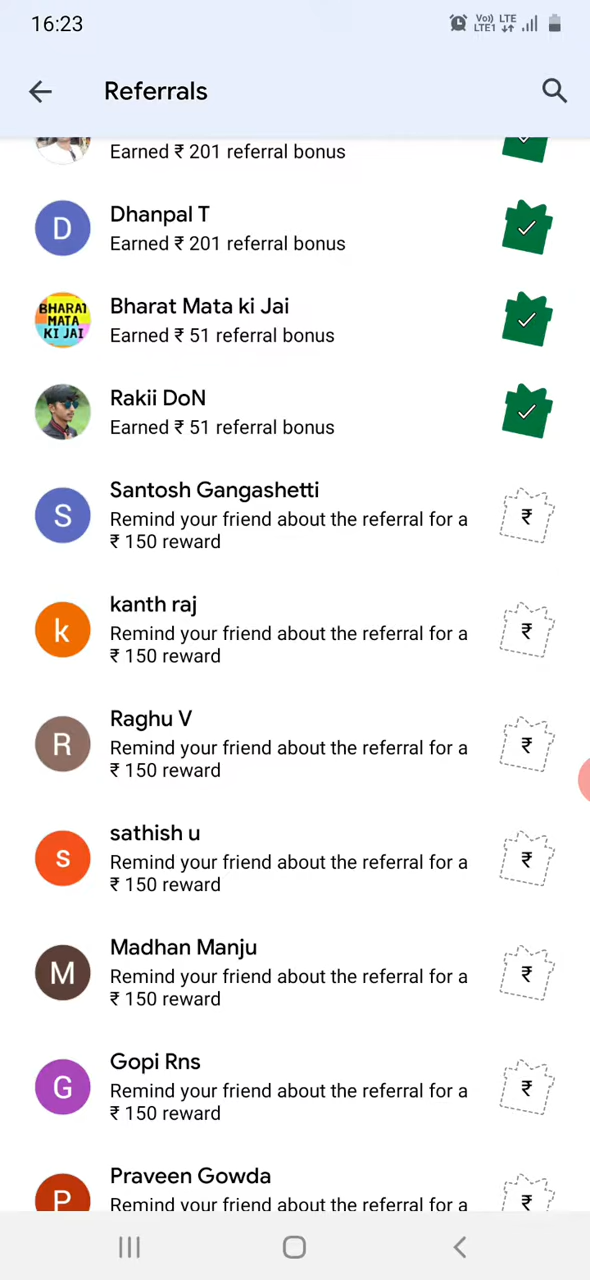 16:23
Vo) LTE
LTE1
Referrals
Earned ₹ 201 referral bonus
D
Dhanpal T
Earned ₹ 201 referral bonus
BHARAT
MATA
KI JAI
Bharat Mata ki Jai
Earned ₹ 51 referral bonus
Rakii DoN
Earned ₹ 51 referral bonus
S
Santosh Gangashetti
Remind your friend about the referral for a
₹ 150 reward
₹
k
kanth raj
Remind your friend about the referral for a
₹ 150 reward
₹
R
Raghu V
Remind your friend about the referral for a
₹ 150 reward
₹
s
sathish u
Remind your friend about the referral for a
₹ 150 reward
₹
M
Madhan Manju
Remind your friend about the referral for a
₹ 150 reward
₹
G
Gopi Rns
Remind your friend about the referral for a
₹ 150 reward
₹
P
Praveen Gowda
Remind your friend about the referral for a
₹